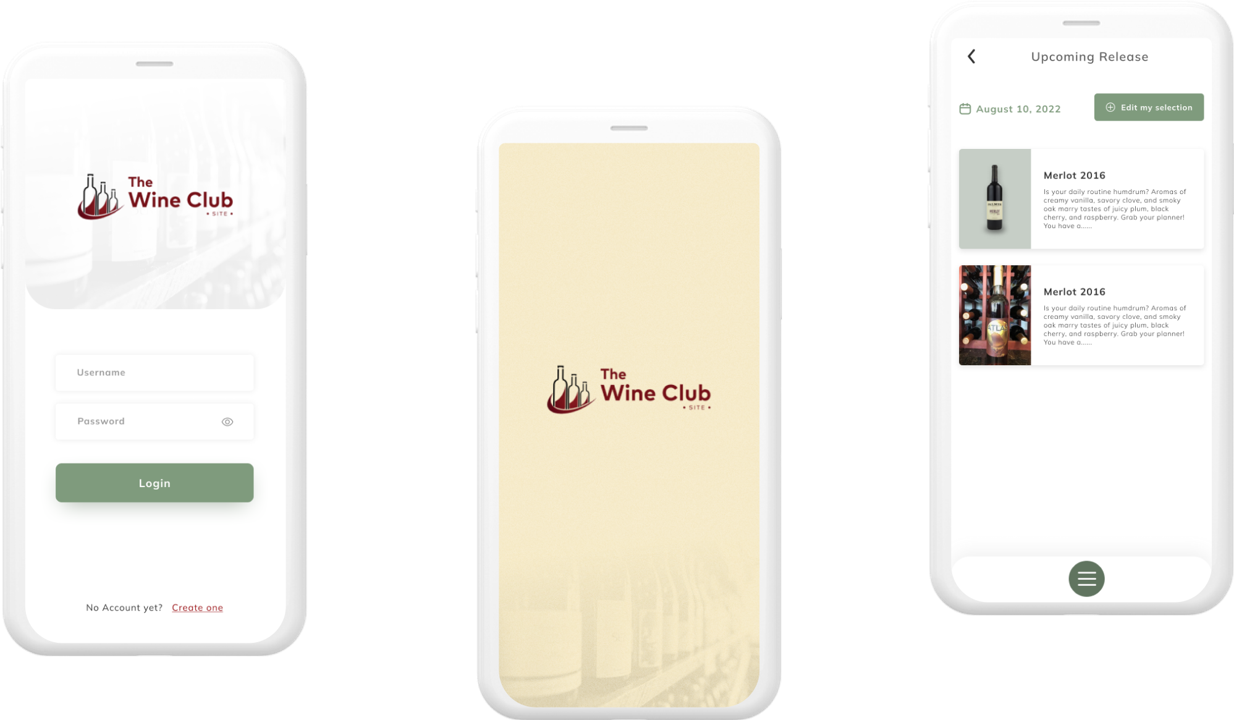 The
Wine Club
• SITE •
Username
Password
Login
No Account yet? Create one
The
Wine Club
• SITE •
Upcoming Release
August 10, 2022
Edit my selection
Merlot 2016
Is your daily routine humdrum? Aromas of
creamy vanilla, savory clove, and smoky
oak marry tastes of juicy plum, black
cherry, and raspberry. Grab your planner!
You have a......
Merlot 2016
Is your daily routine humdrum? Aromas of
creamy vanilla, savory clove, and smoky
oak marry tastes of juicy plum, black
cherry, and raspberry. Grab your planner!
You have a......